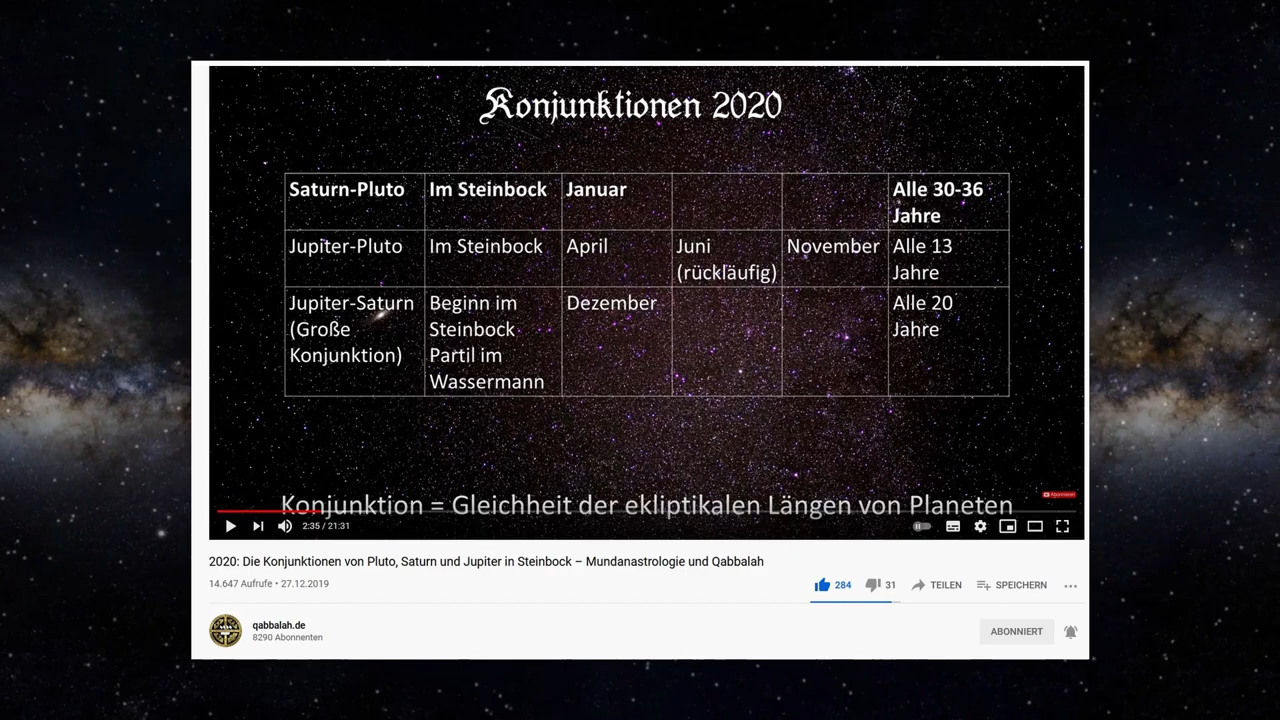 Konjunktionen 2020
Saturn-Pluto Im Steinbock Januar Alle 30-36
Jahre
Jupiter-Pluto Im Steinbock April Juni November Alle 13
(rückläufig) Jahre
Jupiter-Saturn Beginn im Dezember Alle 20
(Große Steinbock Jahre
Konjunktion) Partil im
Wassermann
Abonnieren
Konjunktion = Gleichheit der ekliptikalen Längen von Planeten
2:35 / 21:31
2020: Die Konjunktionen von Pluto, Saturn und Jupiter in Steinbock – Mundanastrologie und Qabbalah
14.647 Aufrufe • 27.12.2019 284 31 TEILEN SPEICHERN
qabbalah.de
8290 Abonnenten ABONNIERT